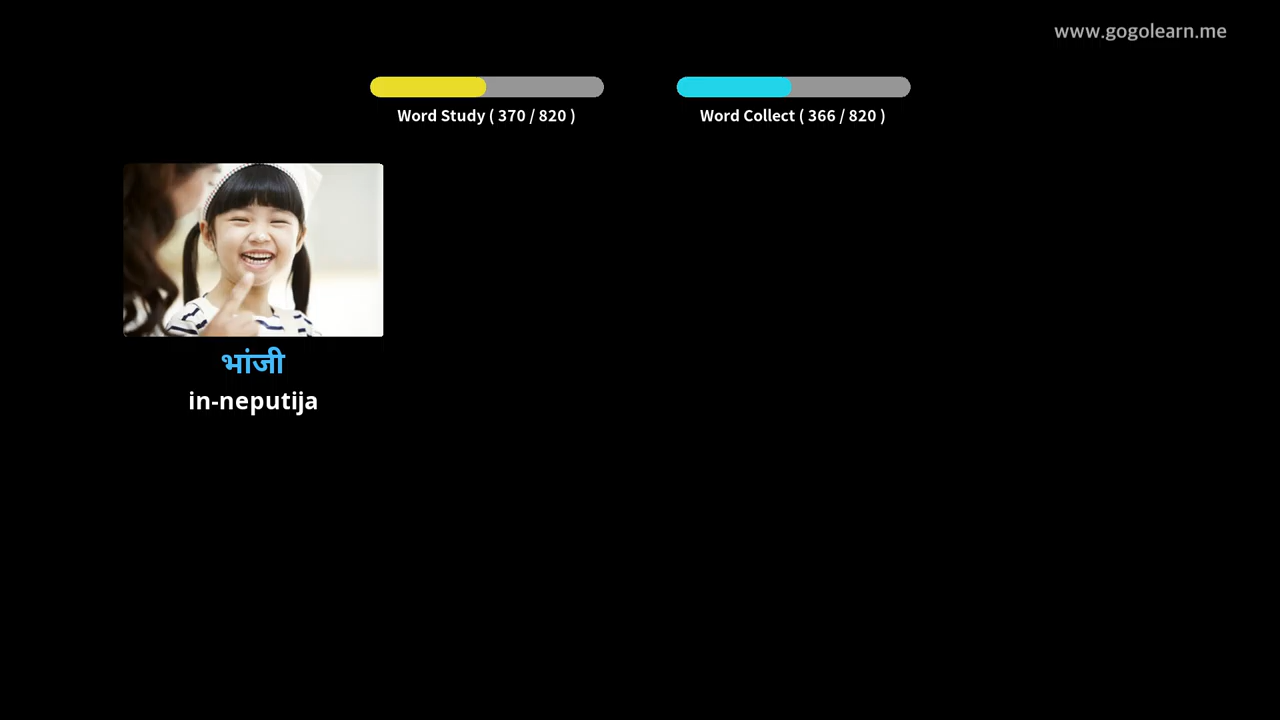 www.gogolearn.me
Word Study ( 370 / 820 )
Word Collect ( 366 / 820 )
भांजी
in-neputija